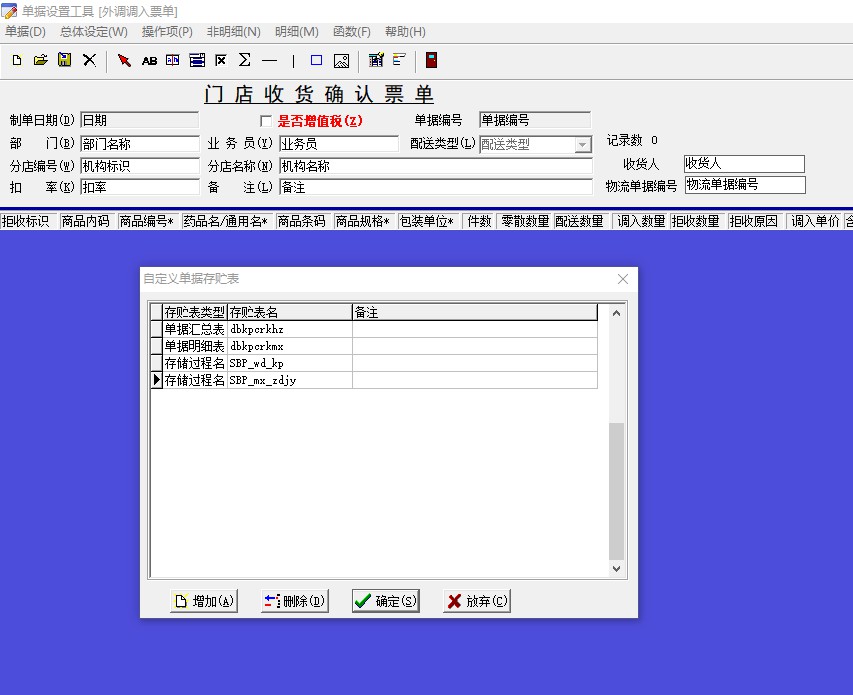 单据设置工具 [外调调入票单]
单据(D) 总体设定(W) 操作项(P) 非明细(N) 明细(M) 函数(F) 帮助(H)
AB
门 店 收 货 确 认 票 单
制单日期(D) 日期 是否增值税(Z) 单据编号 单据编号
部 门(B) 部门名称 业 务 员(Y) 业务员 配送类型(L) 配送类型 记录数 0
分店编号(W) 机构标识 分店名称(N) 机构名称 收货人 收货人
扣 率(K) 扣率 备 注(L) 备注 物流单据编号 物流单据编号
拒收标识 商品内码 商品编号* 药品名/通用名* 商品条码 商品规格* 包装单位* 件数 零散数量 配送数量 调入数量 拒收数量 拒收原因 调入单价 含
自定义单据存贮表
存贮表类型 存贮表名 备注
单据汇总表 dbkpcrkhz
单据明细表 dbkpcrkmx
存储过程名 SBP_wd_kp
存储过程名 SBP_mx_zdjy
增加(A) 删除(D) 确定(S) 放弃(C)